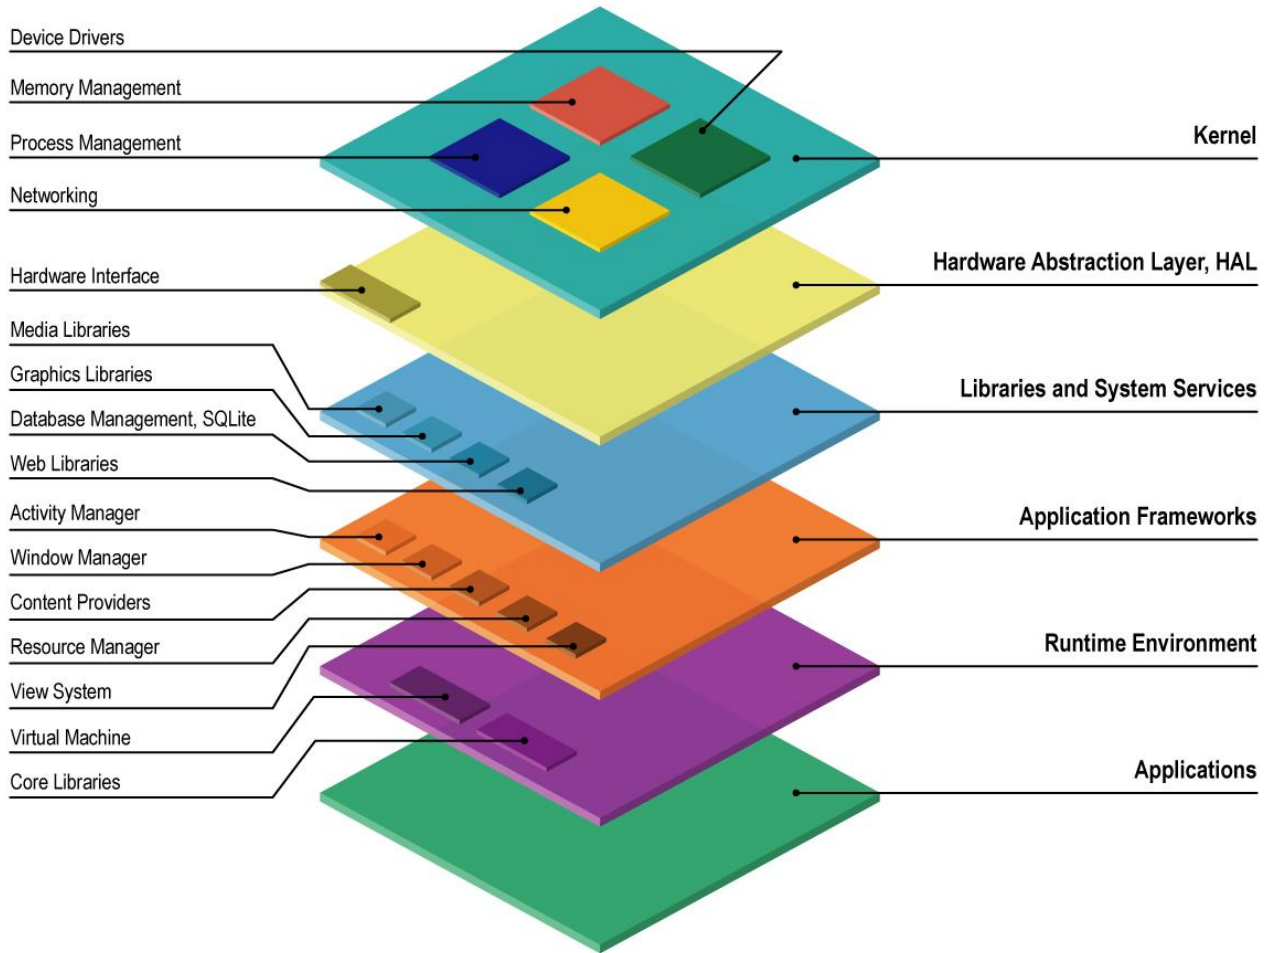 Device Drivers
Memory Management
Process Management
Networking
Hardware Interface
Media Libraries
Graphics Libraries
Database Management, SQLite
Web Libraries
Activity Manager
Window Manager
Content Providers
Resource Manager
View System
Virtual Machine
Core Libraries
Kernel
Hardware Abstraction Layer, HAL
Libraries and System Services
Application Frameworks
Runtime Environment
Applications